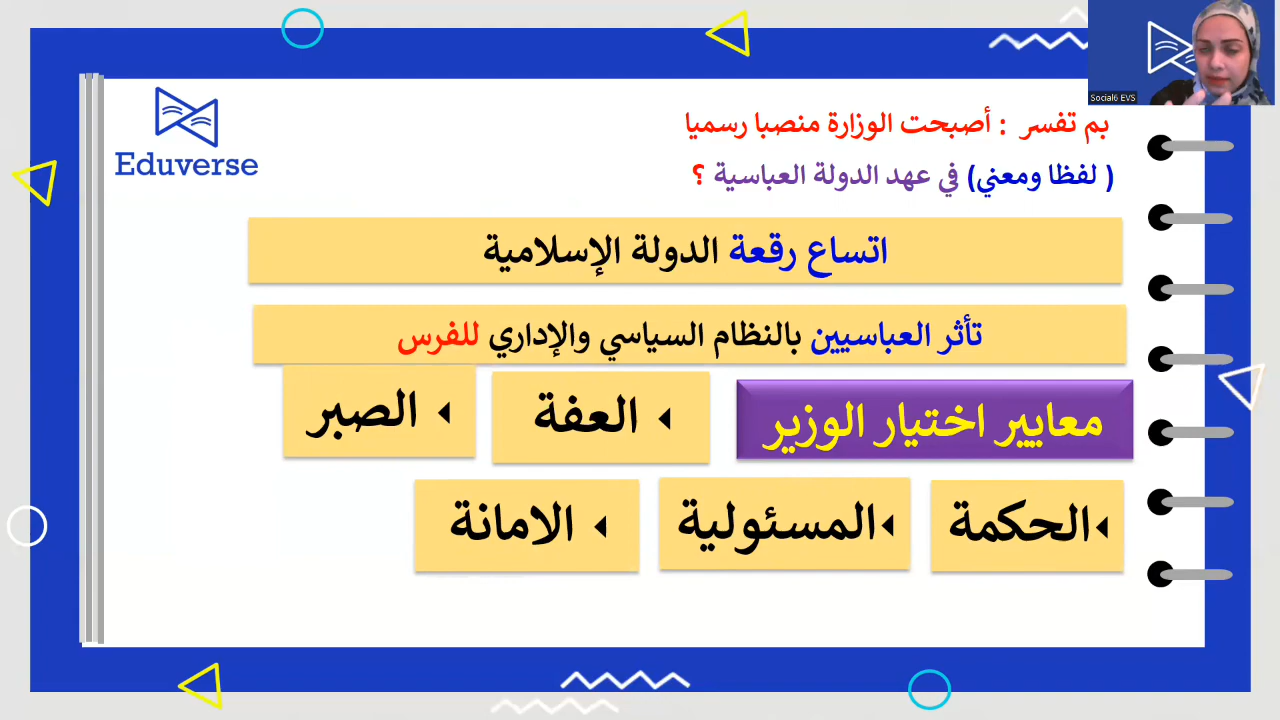 Social6 EVS
Eduverse
بم تفسر : أصبحت الوزارة منصبا رسميا
( لفظا ومعني) في عهد الدولة العباسية ؟
اتساع رقعة الدولة الإسلامية
تأثر العباسيين بالنظام السياسي والإداري للفرس
معايير اختيار الوزير
العفة
الصبر
الحكمة
المسئولية
الامانة